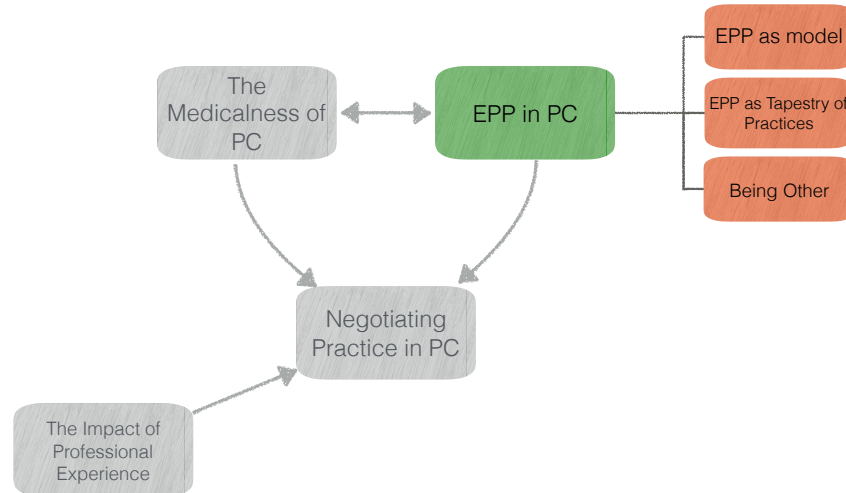 EPP as model
The
Medicalness of
PC
EPP in PC
EPP as Tapestry of
Practices
Being Other
Negotiating
Practice in PC
The Impact of
Professional
Experience